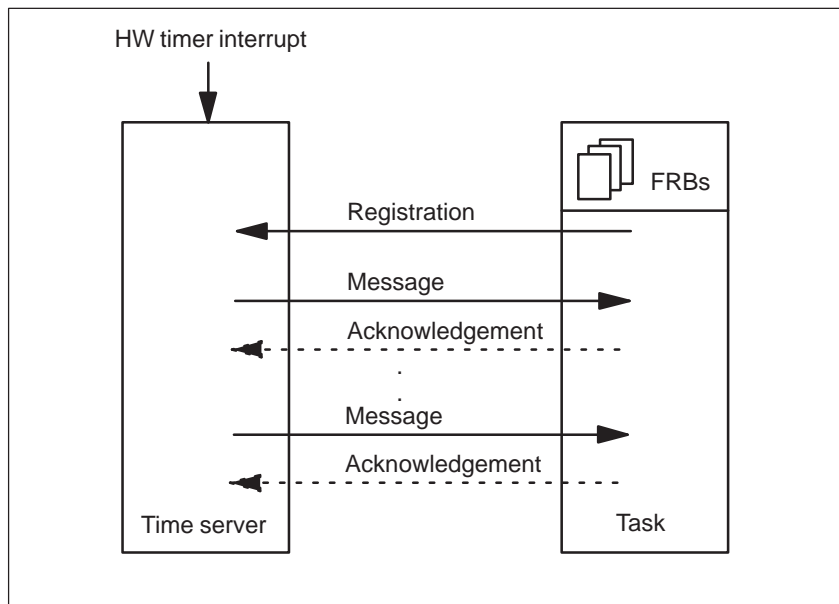 HW timer interrupt
FRBs
Registration
Message
Acknowledgement
.
.
Message
Acknowledgement
Time server
Task